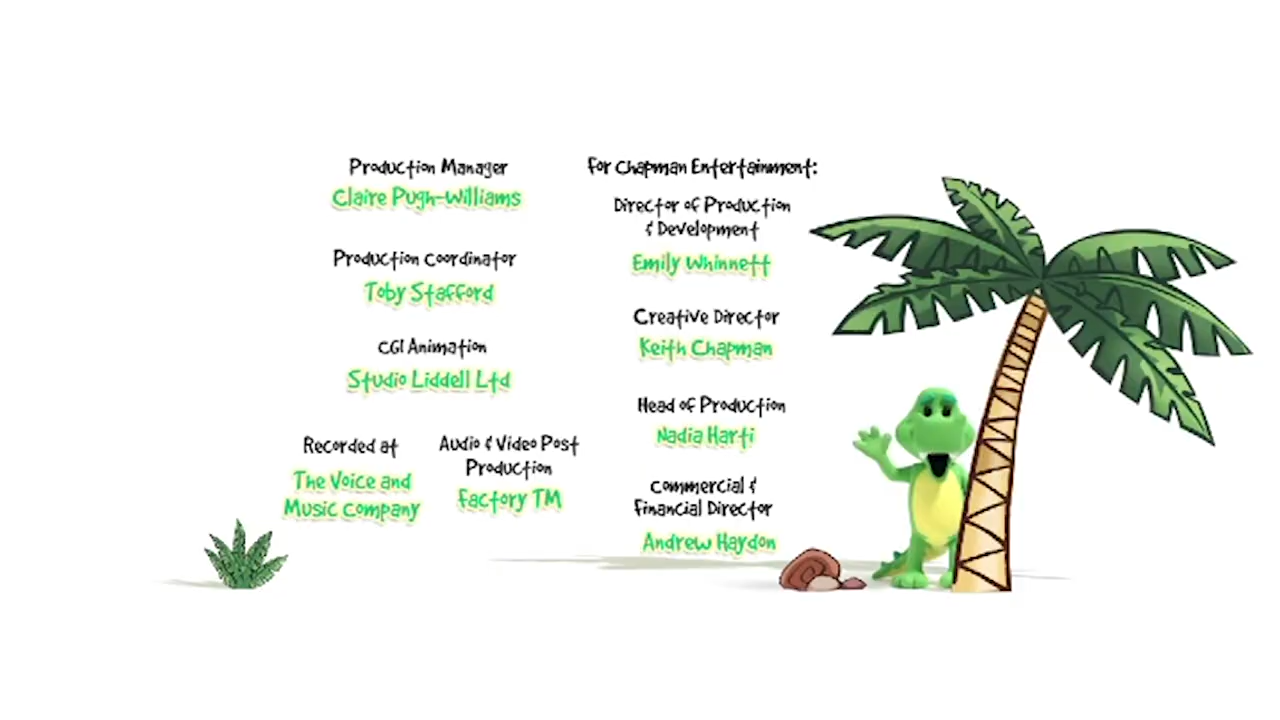 Production Manager
Claire Pugh-Williams
Production Coordinator
Toby Stafford
CGI Animation
Studio Liddell Ltd
Recorded at
The Voice and
Music Company
Audio & Video Post
Production
Factory TM
For Chapman Entertainment:
Director of Production
& Development
Emily Whinnett
Creative Director
Keith Chapman
Head of Production
Nadia Harti
Commercial &
Financial Director
Andrew Haydon